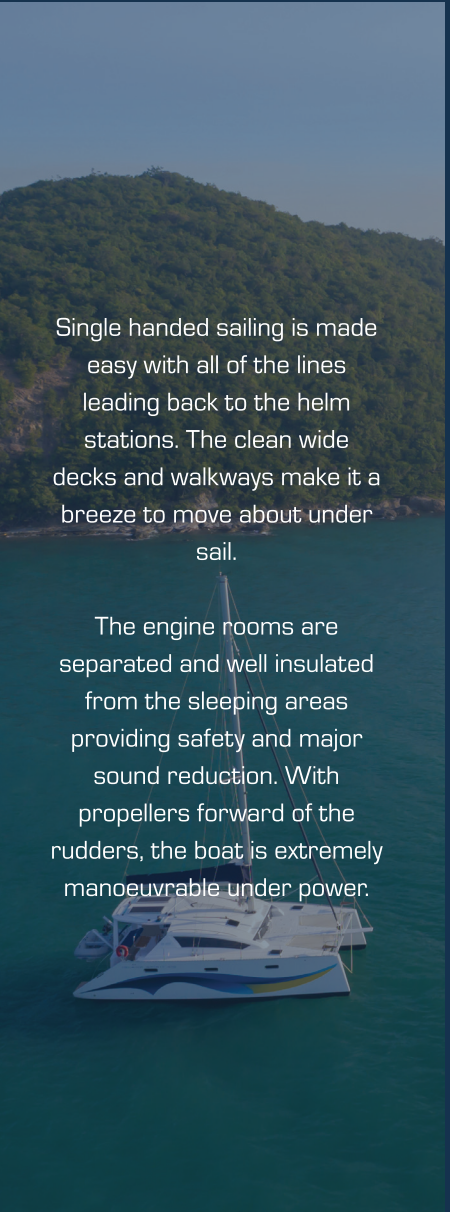 Single handed sailing is made
easy with all of the lines
leading back to the helm
stations. The clean wide
decks and walkways make it a
breeze to move about under
sail.
The engine rooms are
separated and well insulated
from the sleeping areas
providing safety and major
sound reduction. With
propellers forward of the
rudders, the boat is extremely
manoeuvrable under power.